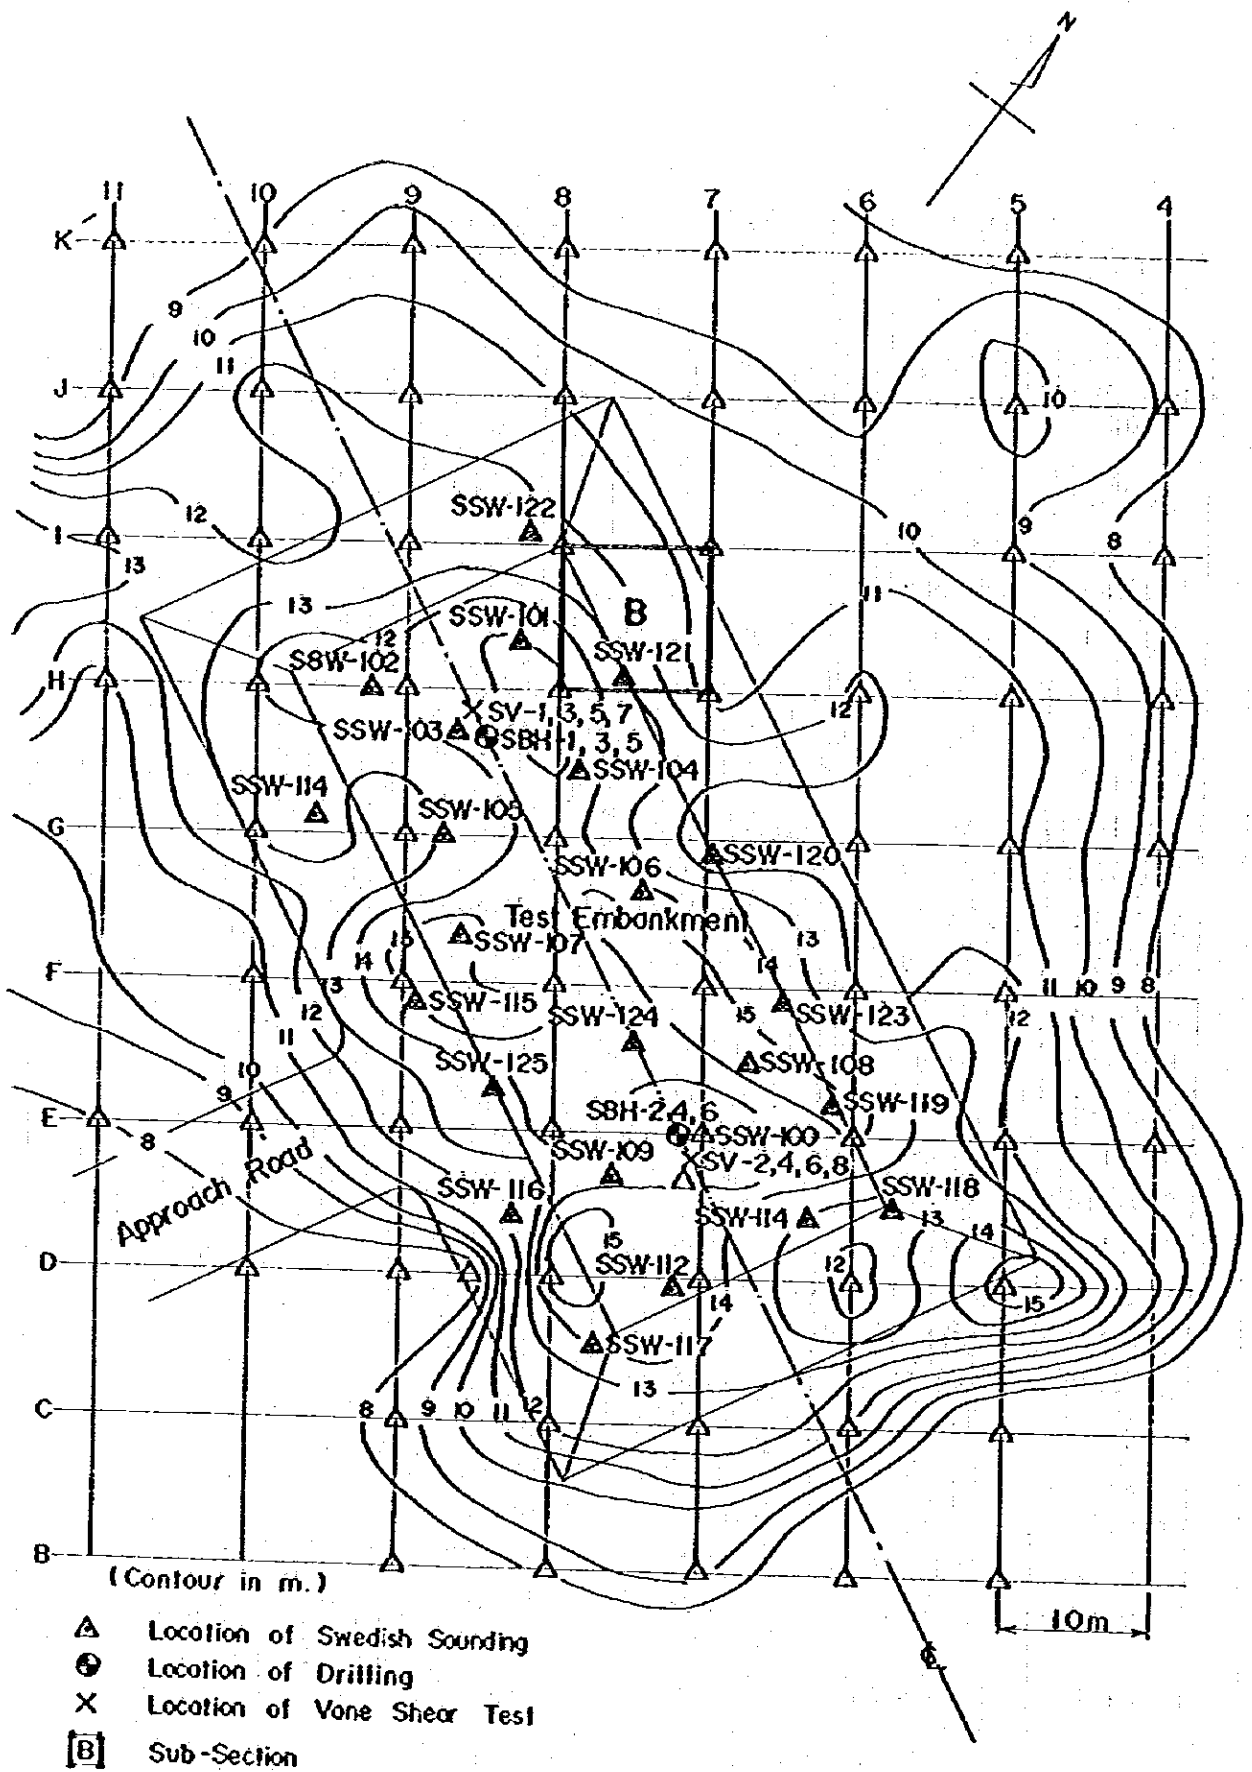 N
11 10 9 8 7 6 5 4
K
9
10
11
J
10
SSW-122
12
I
10
9
8
13
11
13
B
SSW-101
12
S8W-102
SSW-121
H
12
SV-1, 3, 5, 7
SSW-103
SBH-1, 3, 5
SSW-104
SSW-114
SSW-105
G
SSW-120
SSW-106
Test Embankment
15
SSW-107
13
14
14
F
13
SSW-115
11 10 9 8
12
SSW-124
15
SSW-123
12
11
SSW-125
SSW-108
10
9
SBH-2,4,6
SSW-119
E
SSW-100
8
SSW-109
SV-2,4,6,8
Approach Road
SSW-116
SSW-118
SSW-114
13
14
15
D
SSW-112
12
14
15
SSW-117
13
C
8 9 10 11 12
B
(Contour in m.)
10m
Location of Swedish Sounding
Location of Drilling
Location of Vane Shear Test
[B] Sub-Section